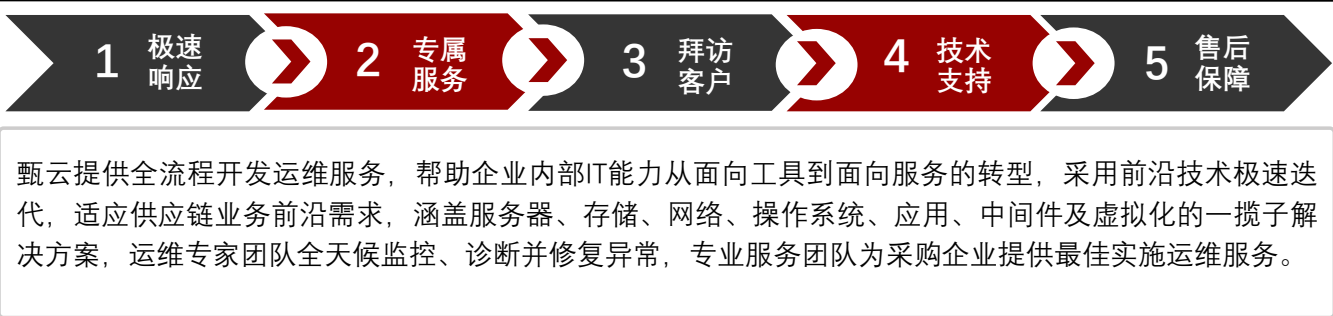 1 极速
响应
2 专属
服务
3 拜访
客户
4 技术
支持
5 售后
保障
甄云提供全流程开发运维服务，帮助企业内部IT能力从面向工具到面向服务的转型，采用前沿技术极速迭
代，适应供应链业务前沿需求，涵盖服务器、存储、网络、操作系统、应用、中间件及虚拟化的一揽子解
决方案，运维专家团队全天候监控、诊断并修复异常，专业服务团队为采购企业提供最佳实施运维服务。